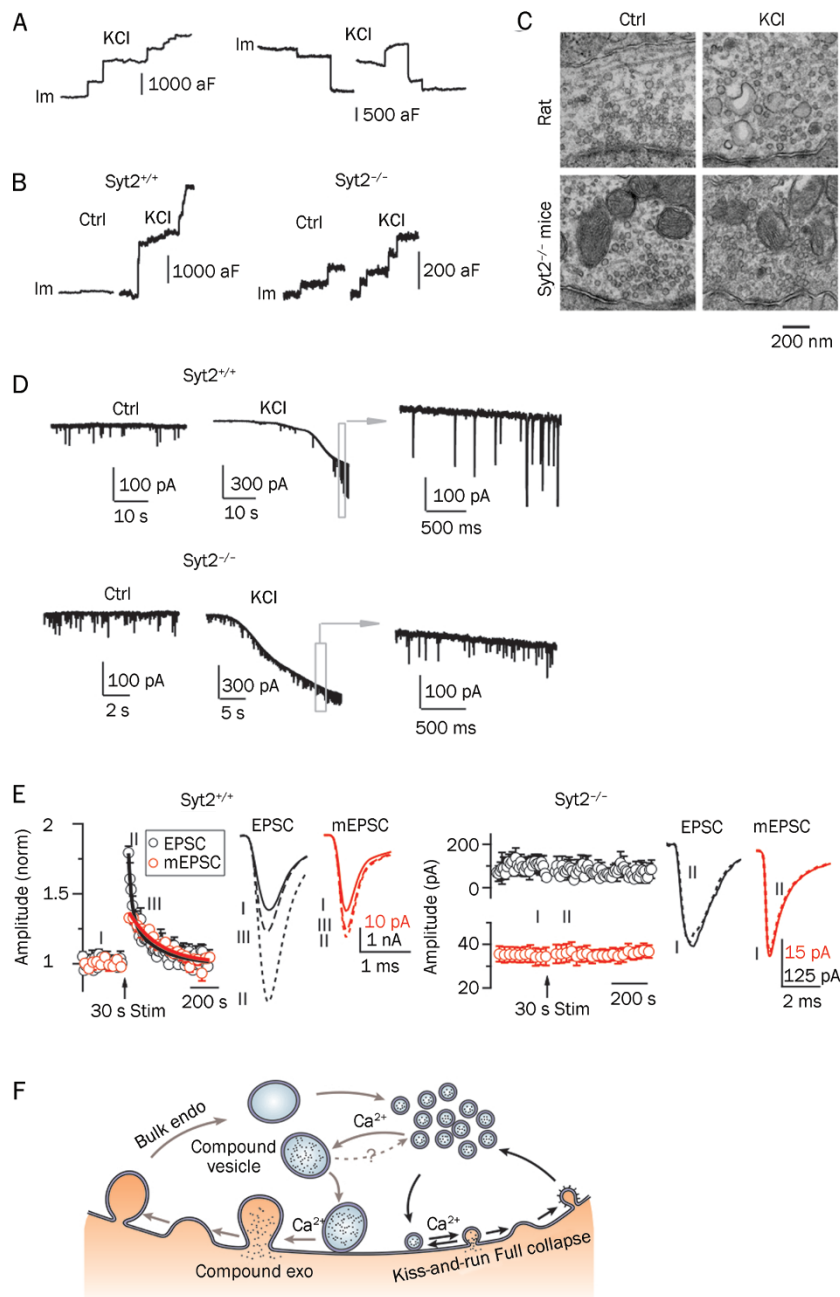 A
KCl
Im
1000 aF
KCl
500 aF
B
Syt2+/+
Ctrl
KCl
Im
1000 aF
Syt2-/-
Ctrl
KCl
200 aF
C
Ctrl
KCl
Rat
Syt2-/- mice
200 nm
D
Syt2+/+
Ctrl
100 pA
10 s
KCl
300 pA
10 s
100 pA
500 ms
Syt2-/-
Ctrl
100 pA
2 s
KCl
300 pA
5 s
100 pA
500 ms
E
Syt2+/+
Amplitude (norm)
2
1.5
1
EPSC
mEPSC
I
II
III
30 s Stim
200 s
EPSC
I
III
II
mEPSC
I
III
II
10 pA
1 nA
1 ms
Syt2-/-
Amplitude (pA)
200
0
40
20
I
II
30 s Stim
200 s
EPSC
II
I
mEPSC
II
I
15 pA
125 pA
2 ms
F
Bulk endo
Ca2+
Compound
vesicle
?
Ca2+
Compound exo
Ca2+
Kiss-and-run
Full collapse